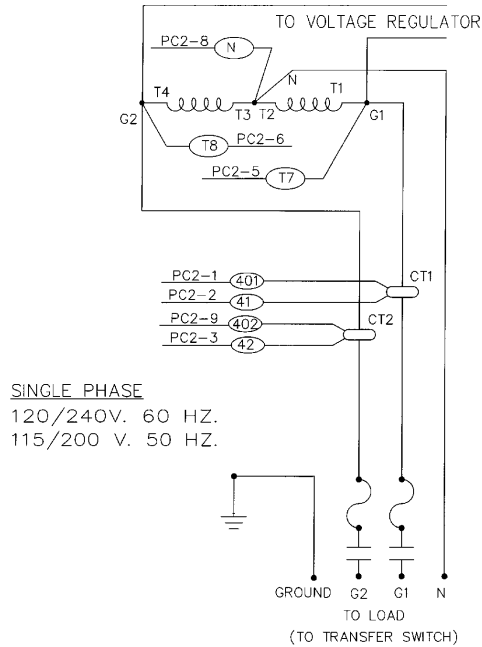 TO VOLTAGE REGULATOR
PC2-8 N
N
T4 T3 T2 T1
G2 G1
T8 PC2-6
PC2-5 T7
PC2-1 401 CT1
PC2-2 41
PC2-9 402 CT2
PC2-3 42
SINGLE PHASE
120/240V. 60 HZ.
115/200 V. 50 HZ.
GROUND G2 G1 N
TO LOAD
(TO TRANSFER SWITCH)